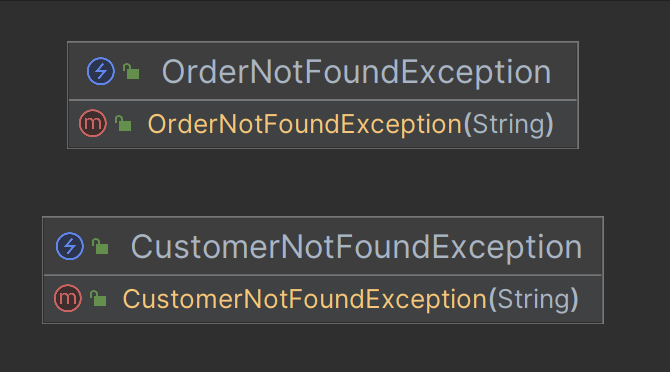 OrderNotFoundException
m OrderNotFoundException(String)
CustomerNotFoundException
m CustomerNotFoundException(String)